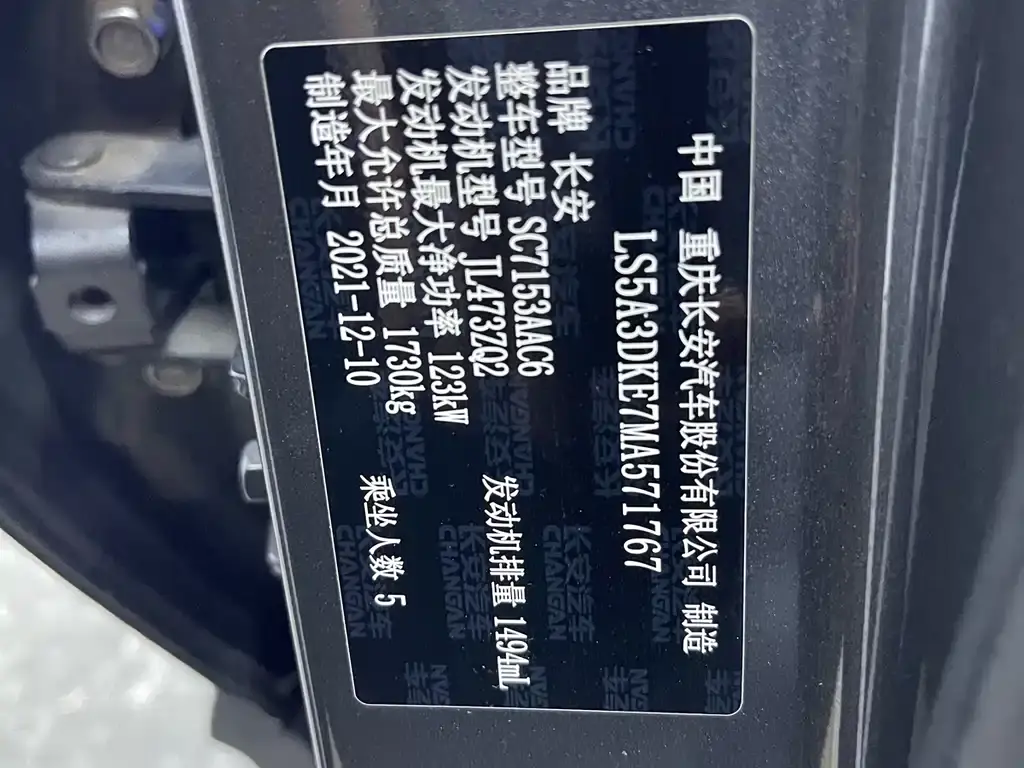 中国 重庆长安汽车股份有限公司 制造
LS5A3DKE7MA571767
品牌 长安
整车型号 SC7153AAC6
发动机型号 JL473ZQ2 发动机排量 1494mL
发动机最大净功率 123kW
最大允许总质量 1730kg 乘坐人数 5
制造年月 2021-12-10